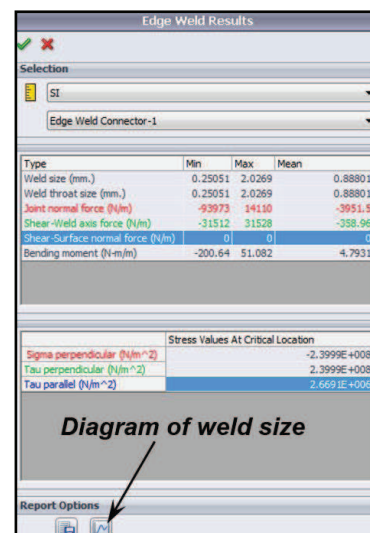 Edge Weld Results
Selection
SI
Edge Weld Connector-1
Type Min Max Mean
Weld size (mm.) 0.25051 2.0269 0.88801
Weld throat size (mm.) 0.25051 2.0269 0.88801
Joint normal force (N/m) -93973 14110 -3951.5
Shear-Weld axis force (N/m) -31512 31528 -358.96
Shear-Surface normal force (N/m) 0 0 0
Bending moment (N-m/m) -200.64 51.082 4.7931
Stress Values At Critical Location
Sigma perpendicular (N/m^2) -2.3999E+008
Tau perpendicular (N/m^2) 2.3999E+008
Tau parallel (N/m^2) 2.6691E+006
Diagram of weld size
Report Options